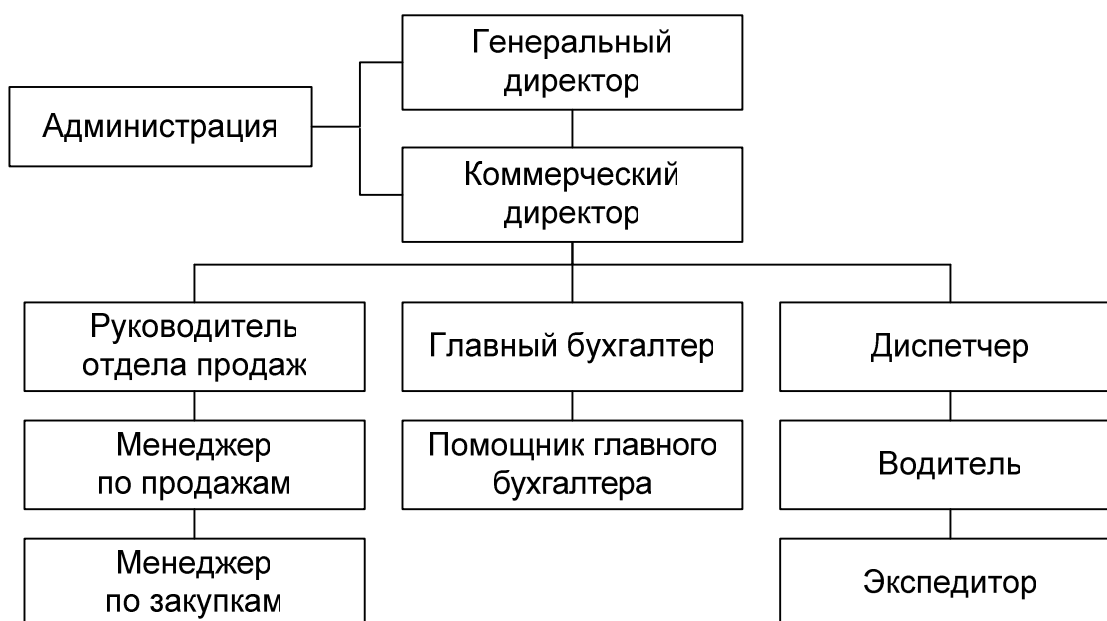 Генеральный
директор
Администрация
Коммерческий
директор
Руководитель
отдела продаж
Главный бухгалтер
Диспетчер
Менеджер
по продажам
Помощник главного
бухгалтера
Водитель
Менеджер
по закупкам
Экспедитор